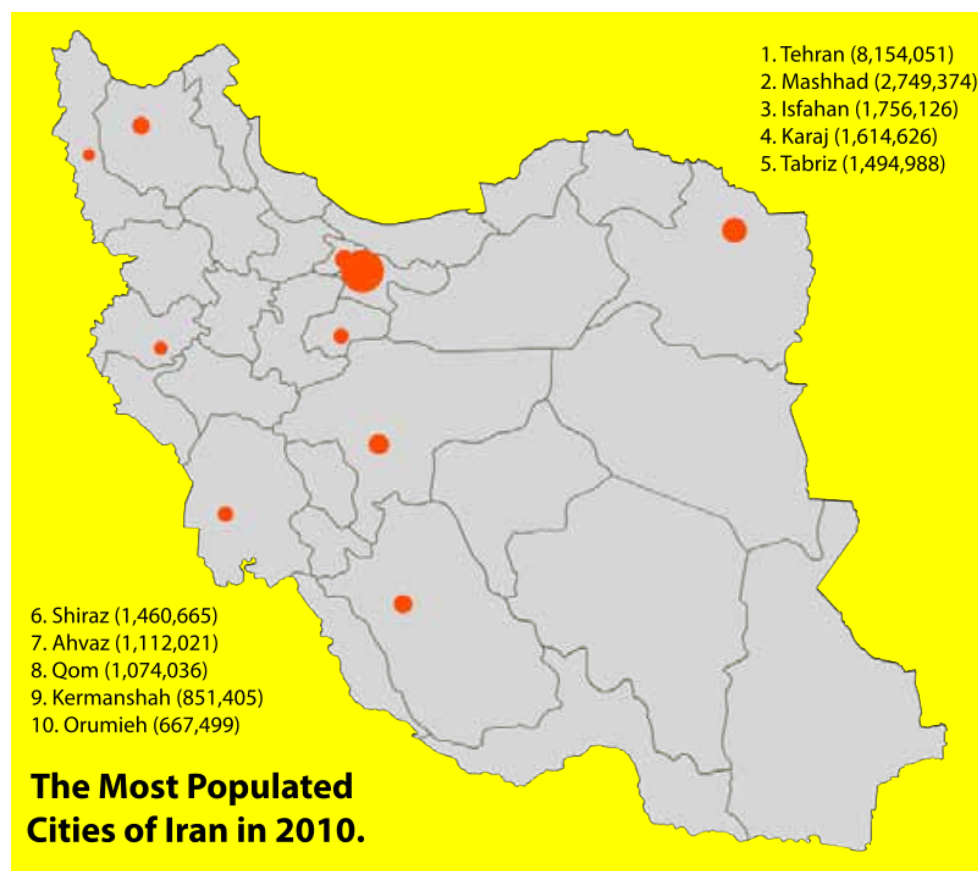 1. Tehran (8,154,051)
2. Mashhad (2,749,374)
3. Isfahan (1,756,126)
4. Karaj (1,614,626)
5. Tabriz (1,494,988)
6. Shiraz (1,460,665)
7. Ahvaz (1,112,021)
8. Qom (1,074,036)
9. Kermanshah (851,405)
10. Orumieh (667,499)
The Most Populated
Cities of Iran in 2010.